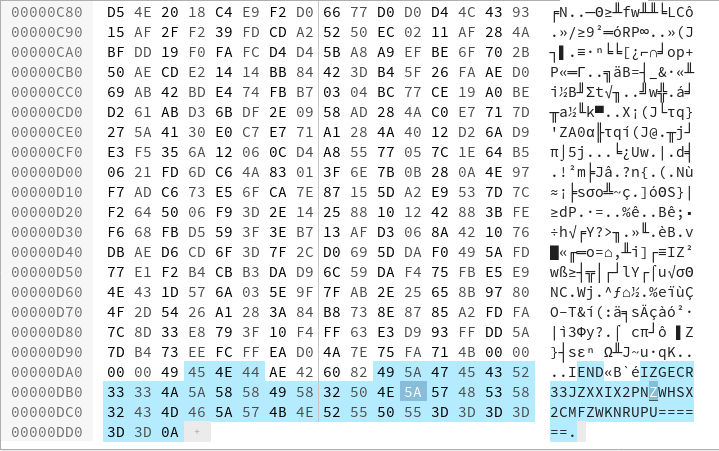 00000C80 D5 4E 20 18 C4 E9 F2 D0 66 77 D0 D0 D4 4C 43 93 ╒N..─Θ≥╨fw╨╨╘LCô
00000C90 15 AF 2F F2 39 FD CD A2 52 50 EC 02 11 AF 28 4A .»/≥9²═óRP∞..»(J
00000CA0 BF DD 19 F0 FA FC D4 D4 5B A8 A9 EF BE 6F 70 2B ┐▌.≡·ⁿ╘╘[¿⌐∩╛op+
00000CB0 50 AE CD E2 14 14 BB 84 42 3D B4 5F 26 FA AE D0 P«═Γ..╗äB=┤_&·«╨
00000CC0 69 AB 42 BD E4 74 FB B7 03 04 BC 77 CE 19 A0 BE i½B╜Σt√╖..╝w╬.á╛
00000CD0 D2 61 AB D3 6B DF 2E 09 58 AD 28 4A C0 E7 71 7D ╥a½╙k▀..X¡(J└τq}
00000CE0 27 5A 41 30 E0 C7 E7 71 A1 28 4A 40 12 D2 6A D9 'ZA0α╟τqí(J@.╥j┘
00000CF0 E3 F5 35 6A 12 06 0C D4 A8 55 77 05 7C 1E 64 B5 π⌡5j...╘¿Uw.|.d╡
00000D00 06 21 FD 6D C6 4A 83 01 3F 6E 7B 0B 28 0A 4E 97 .!²m╞Jâ.?n{.(.Nù
00000D10 F7 AD C6 73 E5 6F CA 7E 87 15 5D A2 E9 53 7D 7C ≈¡╞sσo╩~ç.]óΘS}|
00000D20 F2 64 50 06 F9 3D 2E 14 25 88 10 12 42 88 3B FE ≥dP.∙=..%ê..Bê;■
00000D30 F6 68 FB D5 59 3F 3E B7 13 AF D3 06 8A 42 10 76 ÷h√╒Y?>╖.»╙.èB.v
00000D40 DB AE D6 CD 6F 3D 7F 2C D0 69 5D DA F0 49 5A FD █«╓═o=⌂,╨i]┌≡IZ²
00000D50 77 E1 F2 B4 CB B3 DA D9 6C 59 DA F4 75 FB E5 E9 wß≥┤╦│┌┘lY┌⌠u√σΘ
00000D60 4E 43 1D 57 6A 03 5E 9F 7F AB 2E 25 65 8B 97 80 NC.Wj.^ƒ⌂½.%eïùÇ
00000D70 4F 2D 54 26 A1 28 3A 84 B8 73 8E 87 85 A2 FD FA O-T&í(:ä╕sÄçàó²·
00000D80 7C 8D 33 E8 79 3F 10 F4 FF 63 E3 D9 93 FF DD 5A |ì3Φy?.⌠ cπ┘ô ▌Z
00000D90 7D B4 73 EE FC FF EA D0 4A 7E 75 FA 71 4B 00 00 }┤sεⁿ Ω╨J~u·qK..
00000DA0 00 00 49 45 4E 44 AE 42 60 82 49 5A 47 45 43 52 ..IEND«B`éIZGECR
00000DB0 33 33 4A 5A 58 58 49 58 32 50 4E 5A 57 48 53 58 33JZXXIX2PNZWHSX
00000DC0 32 43 4D 46 5A 57 4B 4E 52 55 50 55 3D 3D 3D 3D 2CMFZWKNRUPU====
00000DD0 3D 3D 0A + ==.